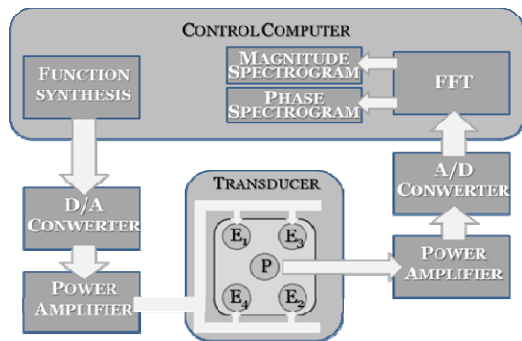 CONTROL COMPUTER
FUNCTION
SYNTHESIS
MAGNITUDE
SPECTROGRAM
PHASE
SPECTROGRAM
FFT
D/A
CONWERTER
POWER
AMPLIFIER
TRANSDUCER
E1
E3
P
E4
E2
A/D
CONWERTER
POWER
AMPLIFIER